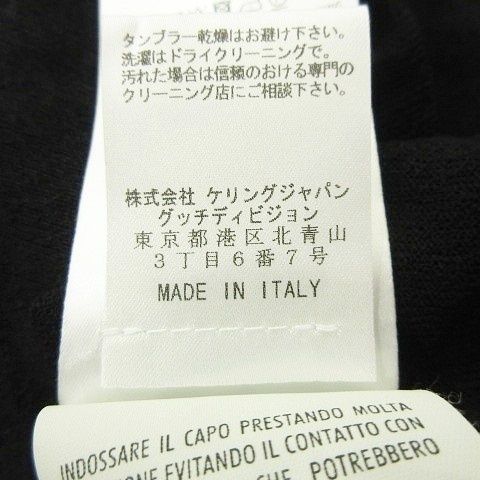 タンブラー乾燥はお避け下さい。
洗濯はドライクリーニングで。
汚れた場合は信頼のおける専門の
クリーニング店にご相談下さい。
株式会社 ケリングジャパン
グッチディビジョン
東京都港区北青山
3丁目6番7号
MADE IN ITALY
INDOSSARE IL CAPO PRESTANDO MOLTA
EVITANDO IL CONTATTO CON
CHE POTREBBERO